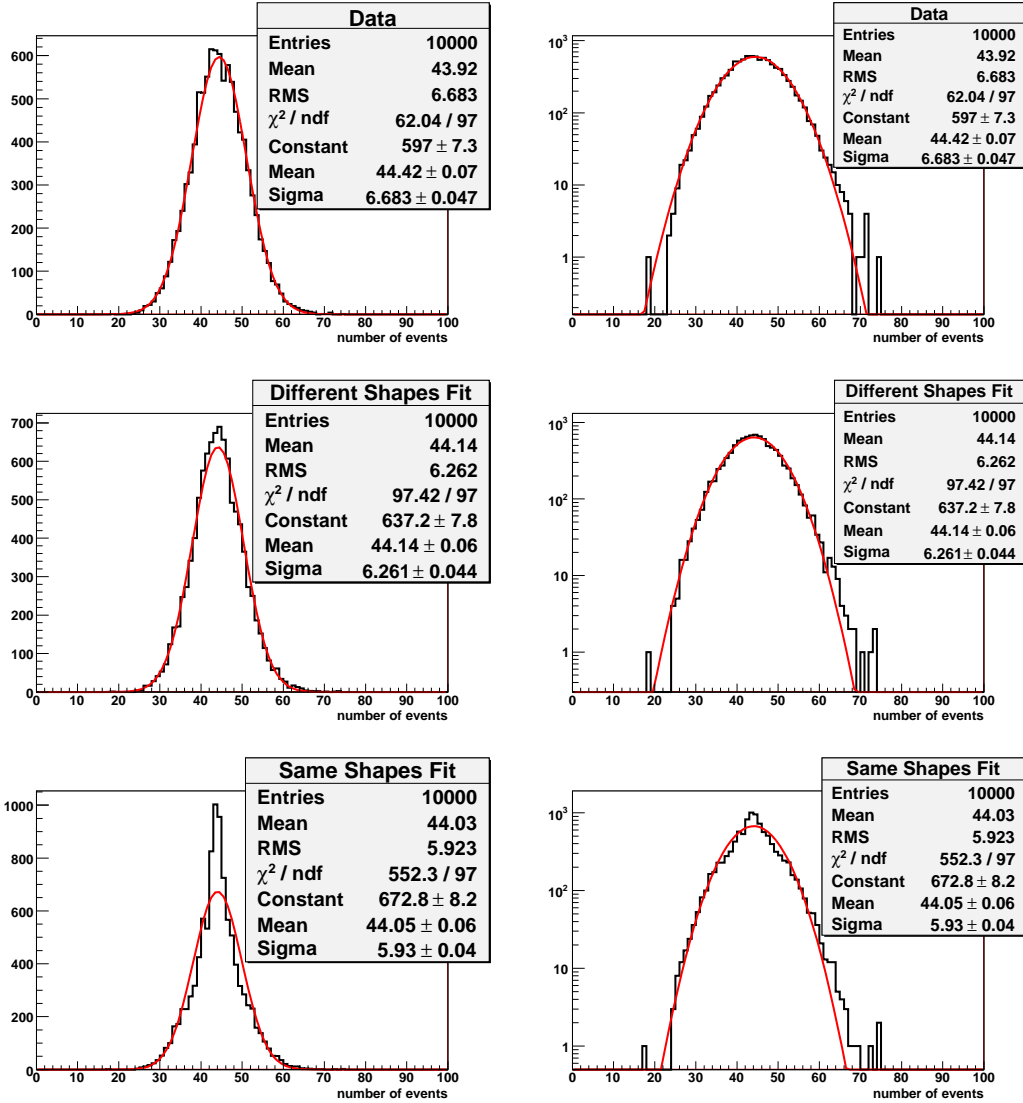 Data
Entries 10000
Mean 43.92
RMS 6.683
χ² / ndf 62.04 / 97
Constant 597 ± 7.3
Mean 44.42 ± 0.07
Sigma 6.683 ± 0.047
600
500
400
300
200
100
0
0 10 20 30 40 50 60 70 80 90 100
number of events
Data
Entries 10000
Mean 43.92
RMS 6.683
χ² / ndf 62.04 / 97
Constant 597 ± 7.3
Mean 44.42 ± 0.07
Sigma 6.683 ± 0.047
10³
10²
10
1
0 10 20 30 40 50 60 70 80 90 100
number of events
Different Shapes Fit
Entries 10000
Mean 44.14
RMS 6.262
χ² / ndf 97.42 / 97
Constant 637.2 ± 7.8
Mean 44.14 ± 0.06
Sigma 6.261 ± 0.044
700
600
500
400
300
200
100
0
0 10 20 30 40 50 60 70 80 90 100
number of events
Different Shapes Fit
Entries 10000
Mean 44.14
RMS 6.262
χ² / ndf 97.42 / 97
Constant 637.2 ± 7.8
Mean 44.14 ± 0.06
Sigma 6.261 ± 0.044
10³
10²
10
1
0 10 20 30 40 50 60 70 80 90 100
number of events
Same Shapes Fit
Entries 10000
Mean 44.03
RMS 5.923
χ² / ndf 552.3 / 97
Constant 672.8 ± 8.2
Mean 44.05 ± 0.06
Sigma 5.93 ± 0.04
1000
800
600
400
200
0
0 10 20 30 40 50 60 70 80 90 100
number of events
Same Shapes Fit
Entries 10000
Mean 44.03
RMS 5.923
χ² / ndf 552.3 / 97
Constant 672.8 ± 8.2
Mean 44.05 ± 0.06
Sigma 5.93 ± 0.04
10³
10²
10
1
0 10 20 30 40 50 60 70 80 90 100
number of events